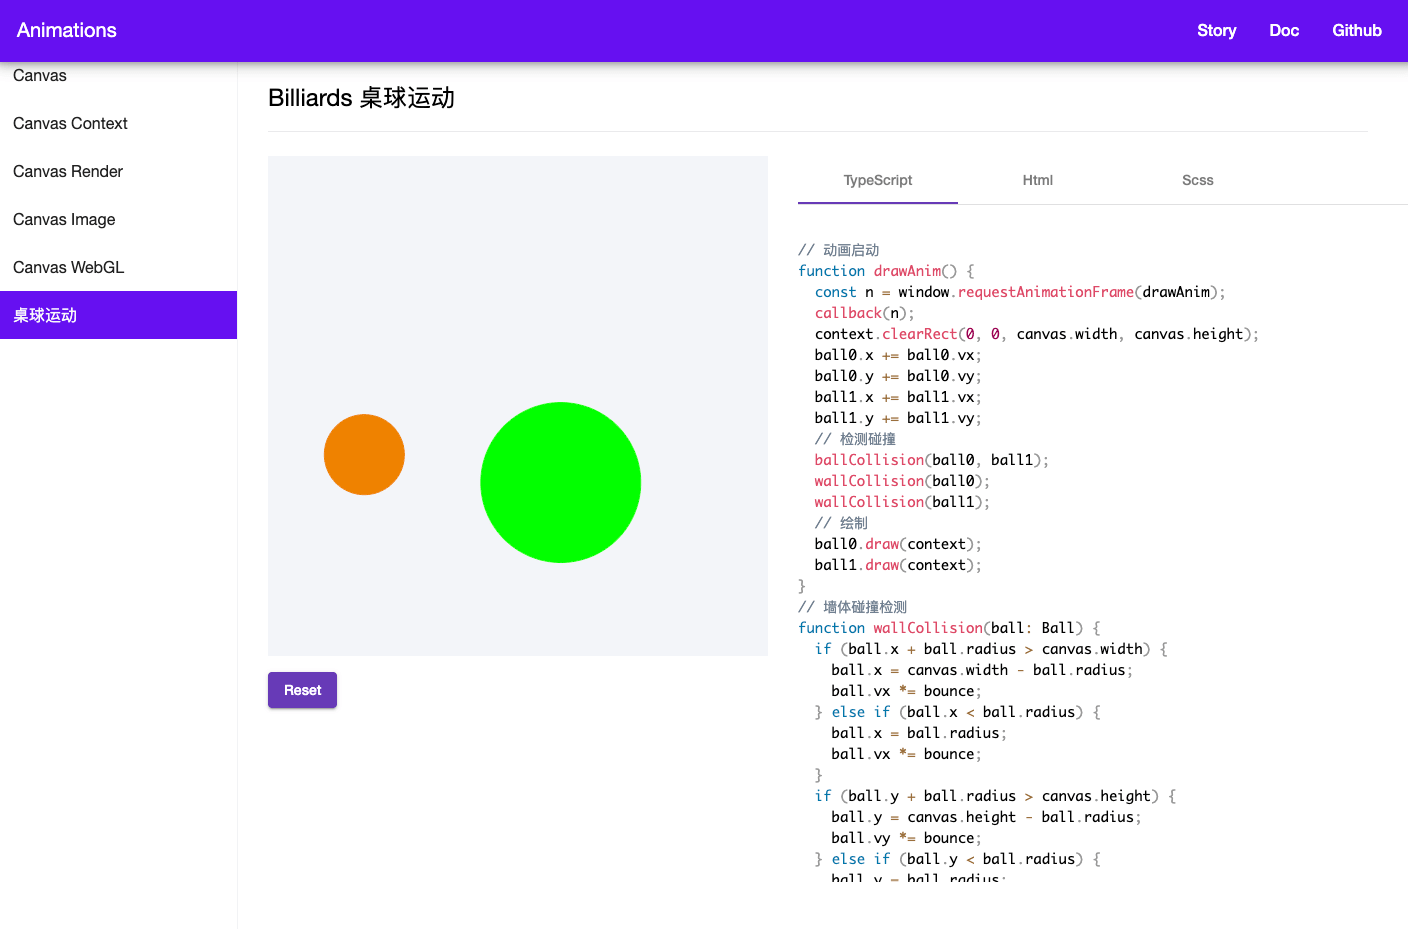 Animations
Story
Doc
Github
Canvas
Canvas Context
Canvas Render
Canvas Image
Canvas WebGL
桌球运动
Billiards 桌球运动
Reset
TypeScript
Html
Scss
// 动画启动
function drawAnim() {
  const n = window.requestAnimationFrame(drawAnim);
  callback(n);
  context.clearRect(0, 0, canvas.width, canvas.height);
  ball0.x += ball0.vx;
  ball0.y += ball0.vy;
  ball1.x += ball1.vx;
  ball1.y += ball1.vy;
  // 检测碰撞
  ballCollision(ball0, ball1);
  wallCollision(ball0);
  wallCollision(ball1);
  // 绘制
  ball0.draw(context);
  ball1.draw(context);
}
// 墙体碰撞检测
function wallCollision(ball: Ball) {
  if (ball.x + ball.radius > canvas.width) {
    ball.x = canvas.width - ball.radius;
    ball.vx *= bounce;
  } else if (ball.x < ball.radius) {
    ball.x = ball.radius;
    ball.vx *= bounce;
  }
  if (ball.y + ball.radius > canvas.height) {
    ball.y = canvas.height - ball.radius;
    ball.vy *= bounce;
  } else if (ball.y < ball.radius) {
    ball.y = ball.radius;